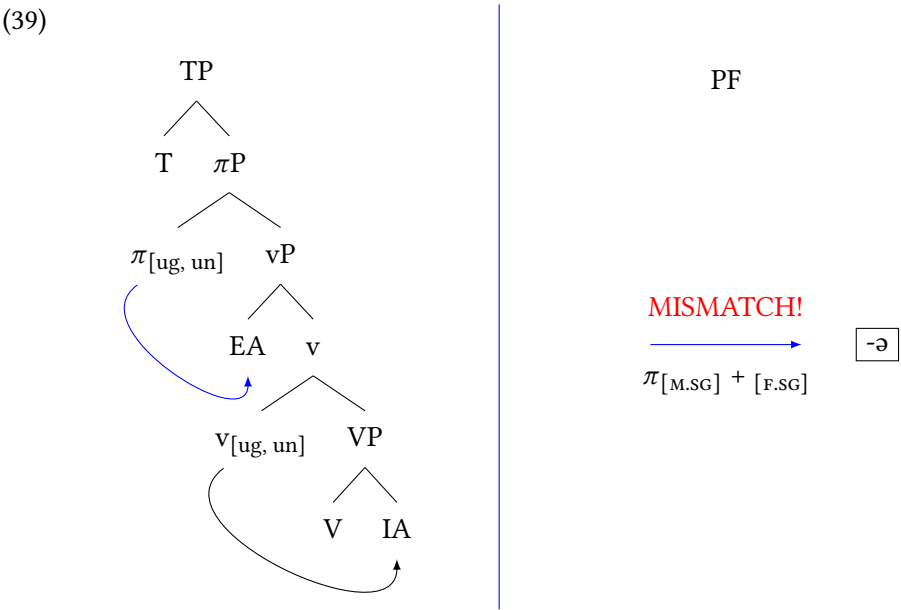 (39)
TP
PF
T πP
π[ug, un] vP
MISMATCH!
EA v
-ə
π[M.SG] + [F.SG]
v[ug, un] VP
V IA